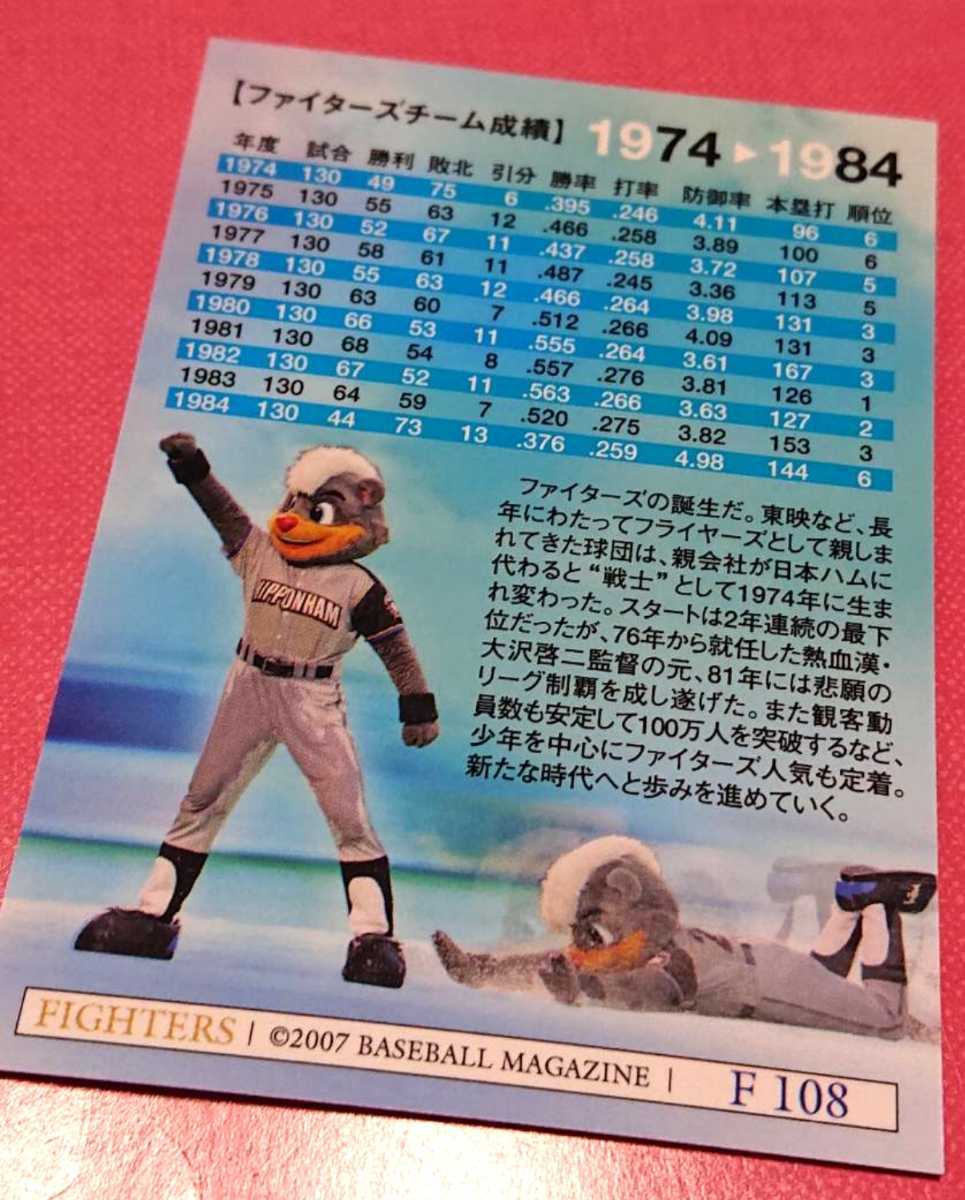 【ファイターズチーム成績】 1974▶1984
年度 試合 勝利 敗北 引分 勝率 打率 防御率 本塁打 順位
1974 130 49 75 6 .395 .246 4.11 96 6
1975 130 55 63 12 .466 .258 3.89 100 6
1976 130 52 67 11 .437 .258 3.72 107 5
1977 130 58 61 11 .487 .245 3.36 113 5
1978 130 55 63 12 .466 .264 3.98 131 3
1979 130 63 60 7 .512 .266 4.09 131 3
1980 130 66 53 11 .555 .264 3.61 167 3
1981 130 68 54 8 .557 .276 3.81 126 1
1982 130 67 52 11 .563 .266 3.63 127 2
1983 130 64 59 7 .520 .275 3.82 153 3
1984 130 44 73 13 .376 .259 4.98 144 6
ファイターズの誕生だ。東映など、長
年にわたってフライヤーズとして親しま
れてきた球団は、親会社が日本ハムに
代わると“戦士”として1974年に生ま
れ変わった。スタートは2年連続の最下
位だったが、76年から就任した熱血漢・
大沢啓二監督の元、81年には悲願の
リーグ制覇を成し遂げた。また観客動
員数も安定して100万人を突破するなど、
少年を中心にファイターズ人気も定着。
新たな時代へと歩みを進めていく。
NIPPONHAM
FIGHTERS | ©2007 BASEBALL MAGAZINE | F 108